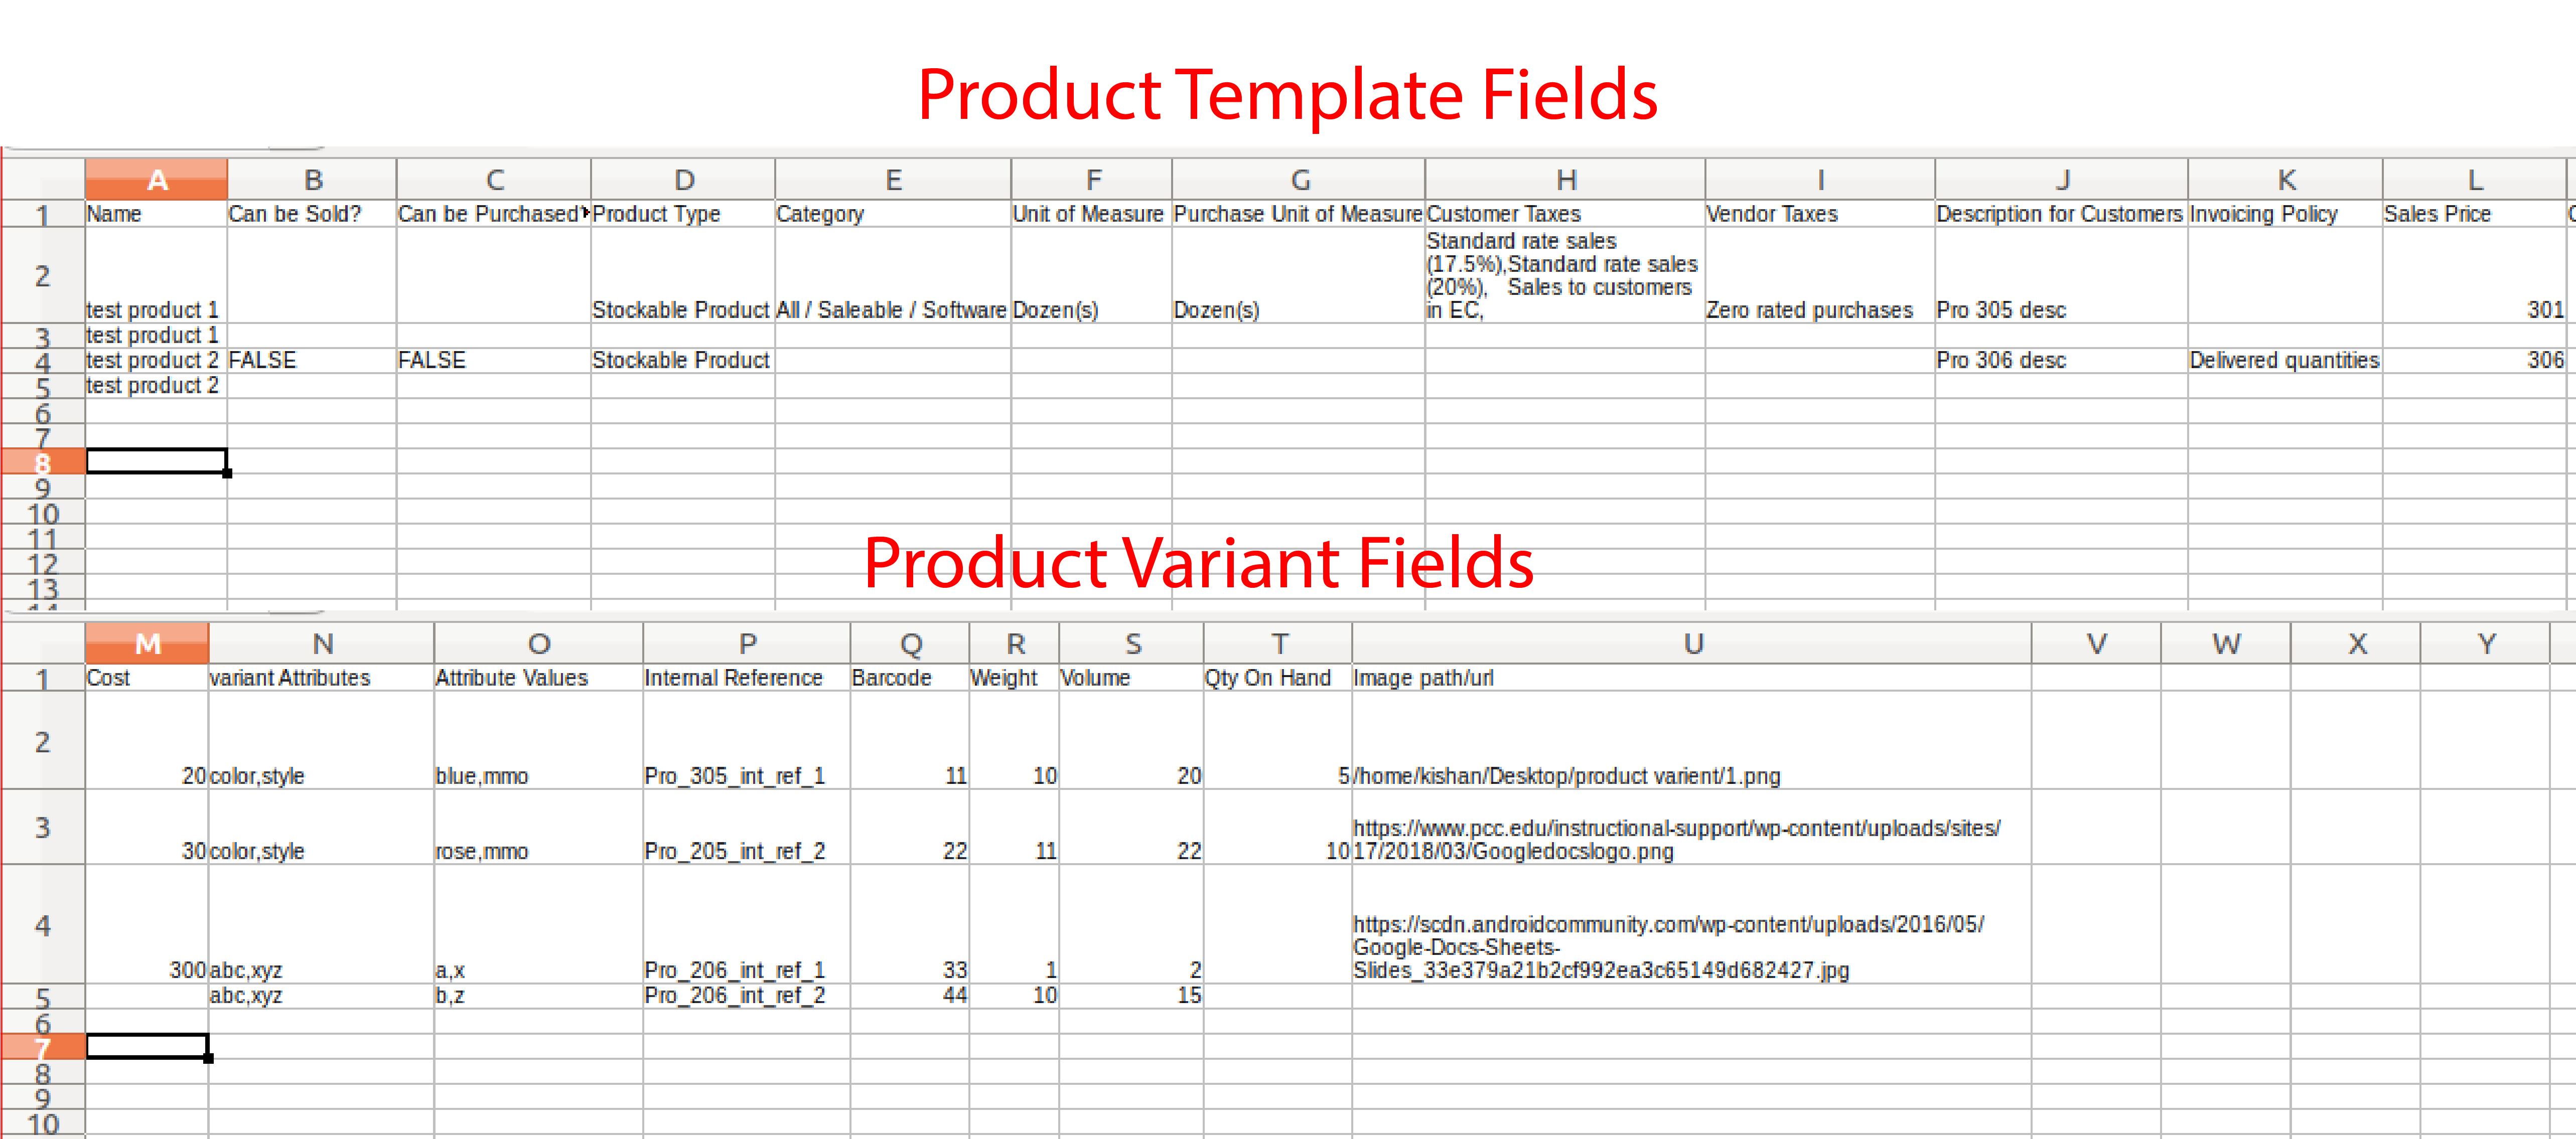 Product Template Fields
A B C D E F G H I J K L
1 Name Can be Sold? Can be Purchased? Product Type Category Unit of Measure Purchase Unit of Measure Customer Taxes Vendor Taxes Description for Customers Invoicing Policy Sales Price
Standard rate sales
(17.5%),Standard rate sales
(20%), Sales to customers
2 test product 1 Stockable Product All / Saleable / Software Dozen(s) Dozen(s) in EC, Zero rated purchases Pro 305 desc 301
3 test product 1
4 test product 2 FALSE FALSE Stockable Product Pro 306 desc Delivered quantities 306
5 test product 2
6
7
8
9
10
11
12
13
Product Variant Fields
M N O P Q R S T U V W X Y
1 Cost variant Attributes Attribute Values Internal Reference Barcode Weight Volume Qty On Hand Image path/url
2 20 color,style blue,mmo Pro_305_int_ref_1 11 10 20 5 /home/kishan/Desktop/product varient/1.png
https://www.pcc.edu/instructional-support/wp-content/uploads/sites/
3 30 color,style rose,mmo Pro_205_int_ref_2 22 11 22 10 17/2018/03/Googledocslogo.png
https://scdn.androidcommunity.com/wp-content/uploads/2016/05/
Google-Docs-Sheets-
4 300 abc,xyz a,x Pro_206_int_ref_1 33 1 2 Slides_33e379a21b2cf992ea3c65149d682427.jpg
5 abc,xyz b,z Pro_206_int_ref_2 44 10 15
6
7
8
9
10